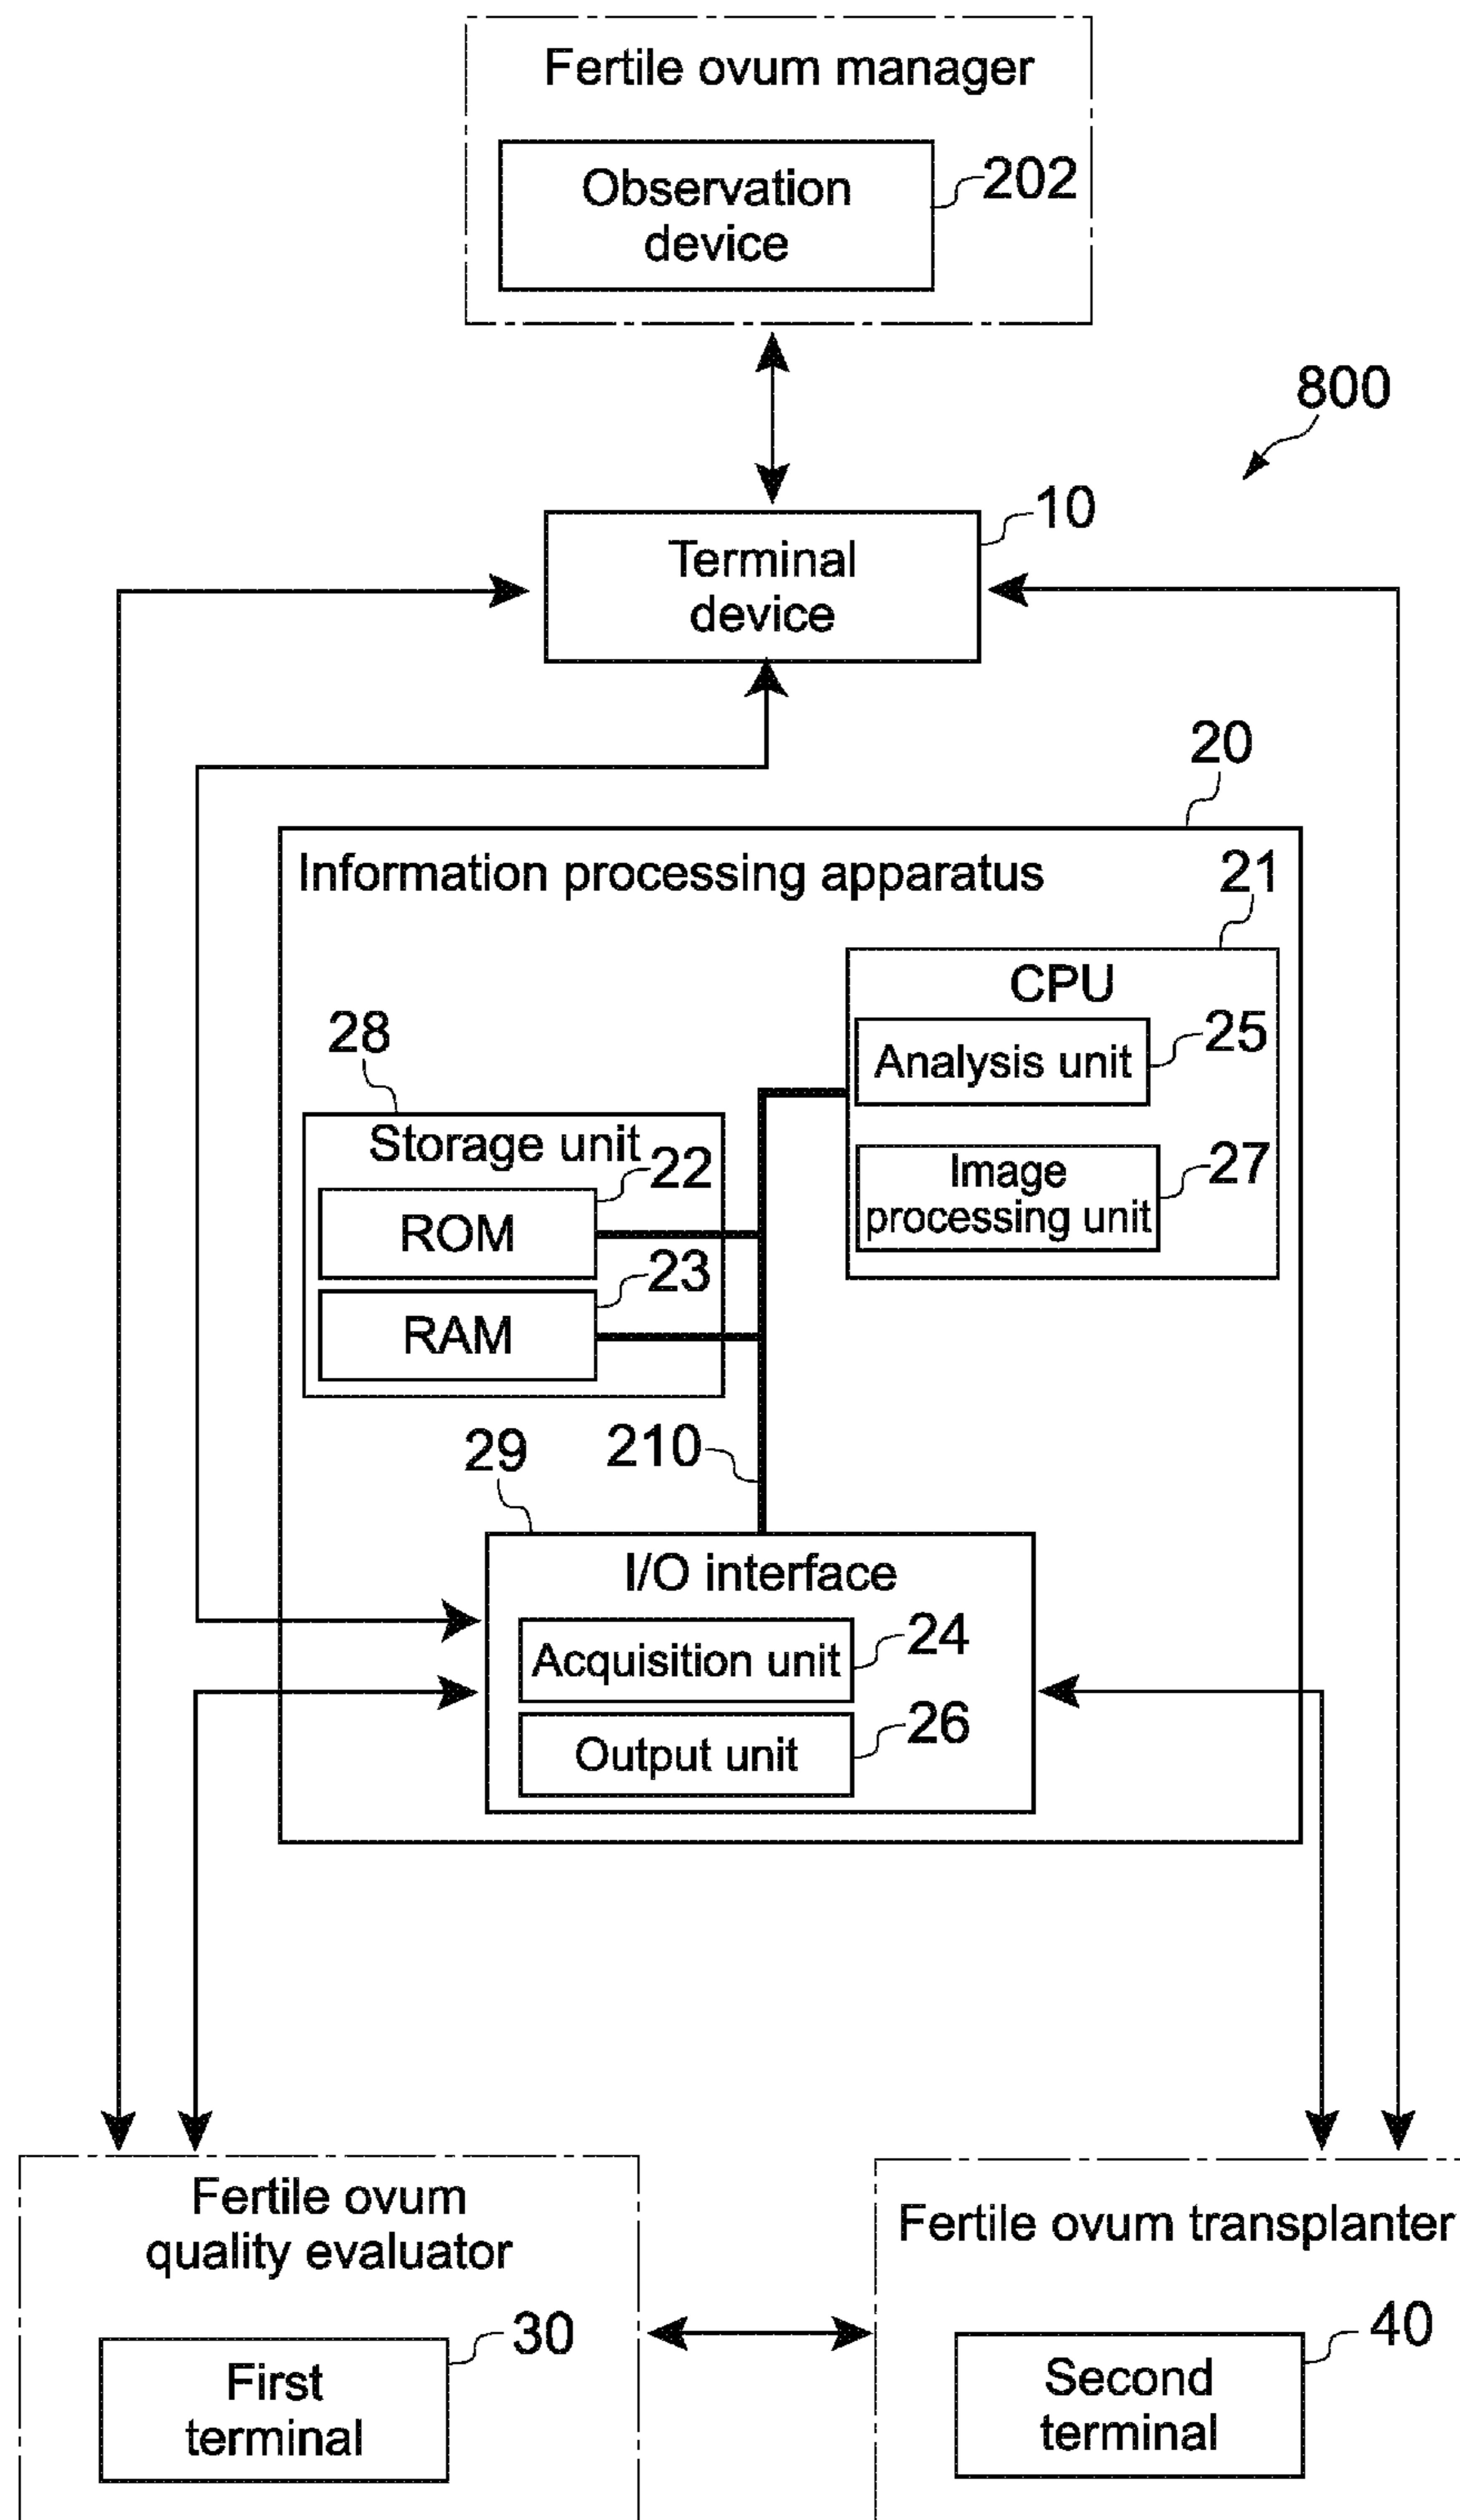 Fertile ovum manager
Observation
device
202
800
10
Terminal
device
20
Information processing apparatus
21
CPU
25
Analysis unit
28
Storage unit
22
27
Image
processing unit
ROM
23
RAM
29
210
I/O interface
24
Acquisition unit
26
Output unit
Fertile ovum
quality evaluator
30
First
terminal
Fertile ovum transplanter
40
Second
terminal